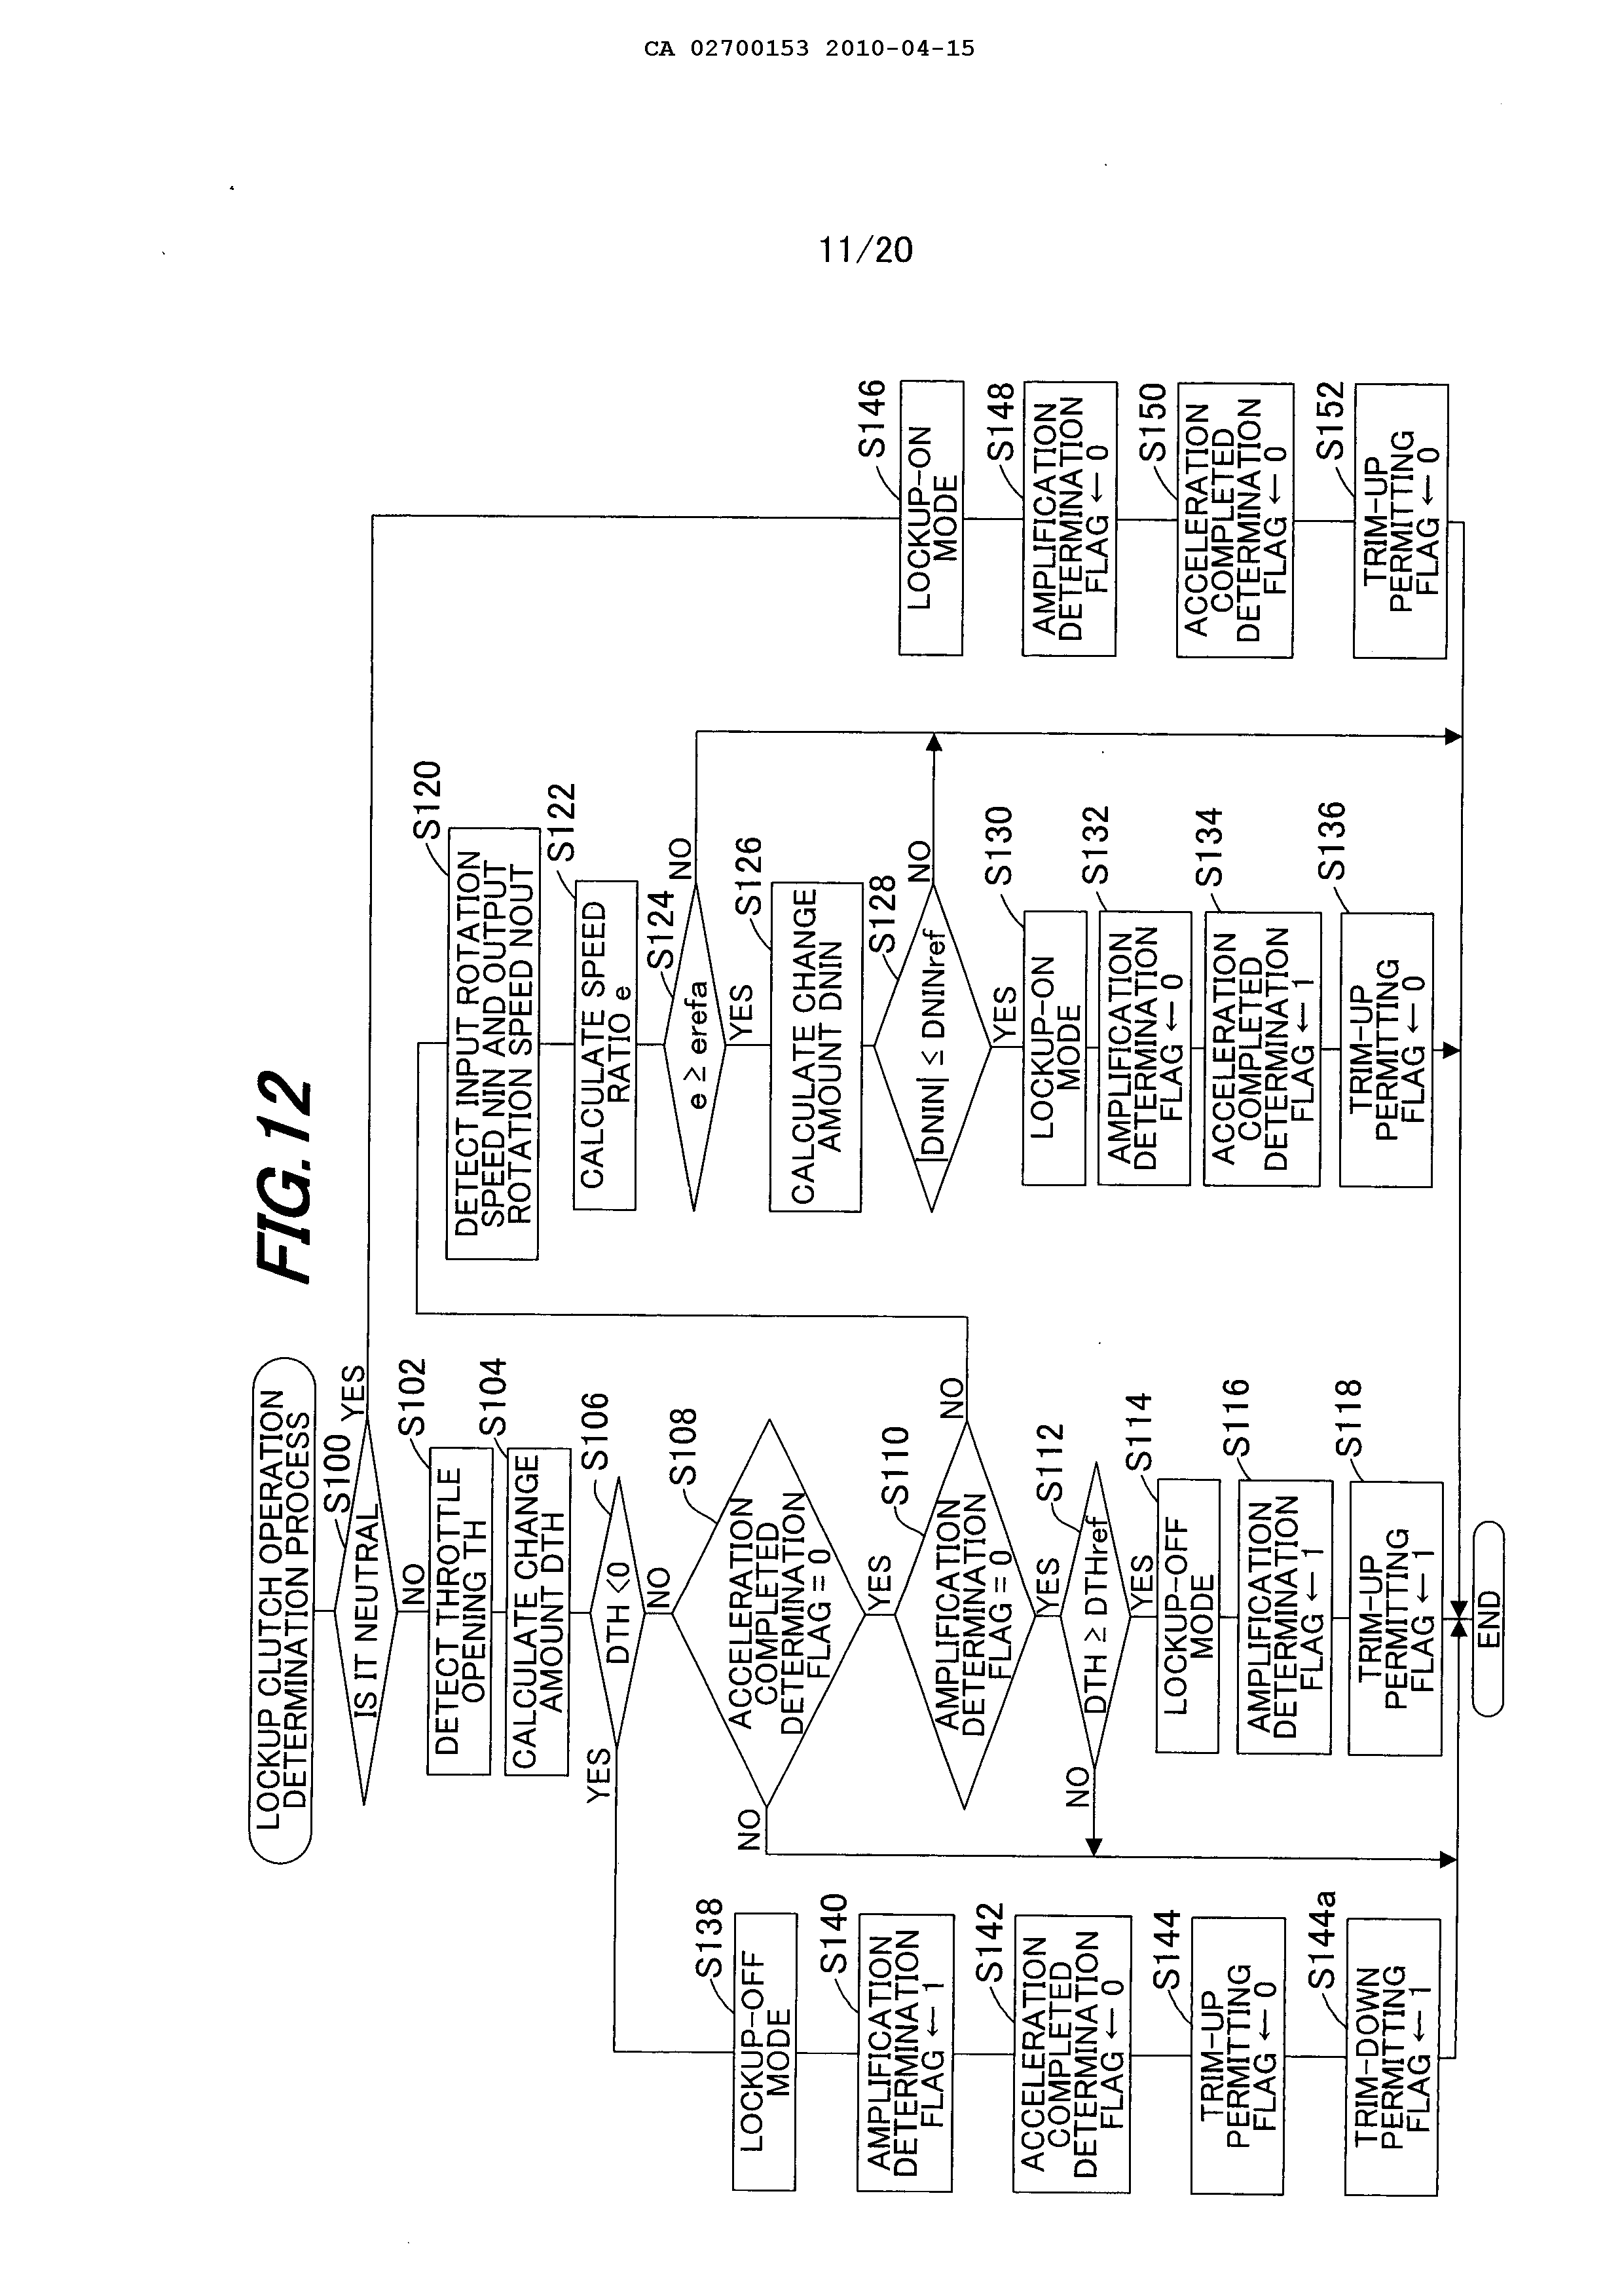 CA 02700153 2010-04-15
11/20
FIG.12
LOCKUP CLUTCH OPERATION
DETERMINATION PROCESS
S100
IS IT NEUTRAL
YES
NO
S102
DETECT THROTTLE
OPENING TH
S104
CALCULATE CHANGE
AMOUNT DTH
S106
DTH <0
YES
NO
S108
ACCELERATION
COMPLETED
DETERMINATION
FLAG = 0
NO
YES
S110
AMPLIFICATION
DETERMINATION
FLAG = 0
NO
YES
S112
DTH ≥ DTHref
NO
YES
S114
LOCKUP-OFF
MODE
S116
AMPLIFICATION
DETERMINATION
FLAG ← 1
S118
TRIM-UP
PERMITTING
FLAG ← 1
END
S138
LOCKUP-OFF
MODE
S140
AMPLIFICATION
DETERMINATION
FLAG ← 1
S142
ACCELERATION
COMPLETED
DETERMINATION
FLAG ← 0
S144
TRIM-UP
PERMITTING
FLAG ← 0
S144a
TRIM-DOWN
PERMITTING
FLAG ← 1
S120
DETECT INPUT ROTATION
SPEED NIN AND OUTPUT
ROTATION SPEED NOUT
S122
CALCULATE SPEED
RATIO e
S124
e ≥ erefa
NO
YES
S126
CALCULATE CHANGE
AMOUNT DNIN
S128
|DNIN| ≤ DNINref
NO
YES
S130
LOCKUP-ON
MODE
S132
AMPLIFICATION
DETERMINATION
FLAG ← 0
S134
ACCELERATION
COMPLETED
DETERMINATION
FLAG ← 1
S136
TRIM-UP
PERMITTING
FLAG ← 0
S146
LOCKUP-ON
MODE
S148
AMPLIFICATION
DETERMINATION
FLAG ← 0
S150
ACCELERATION
COMPLETED
DETERMINATION
FLAG ← 0
S152
TRIM-UP
PERMITTING
FLAG ← 0